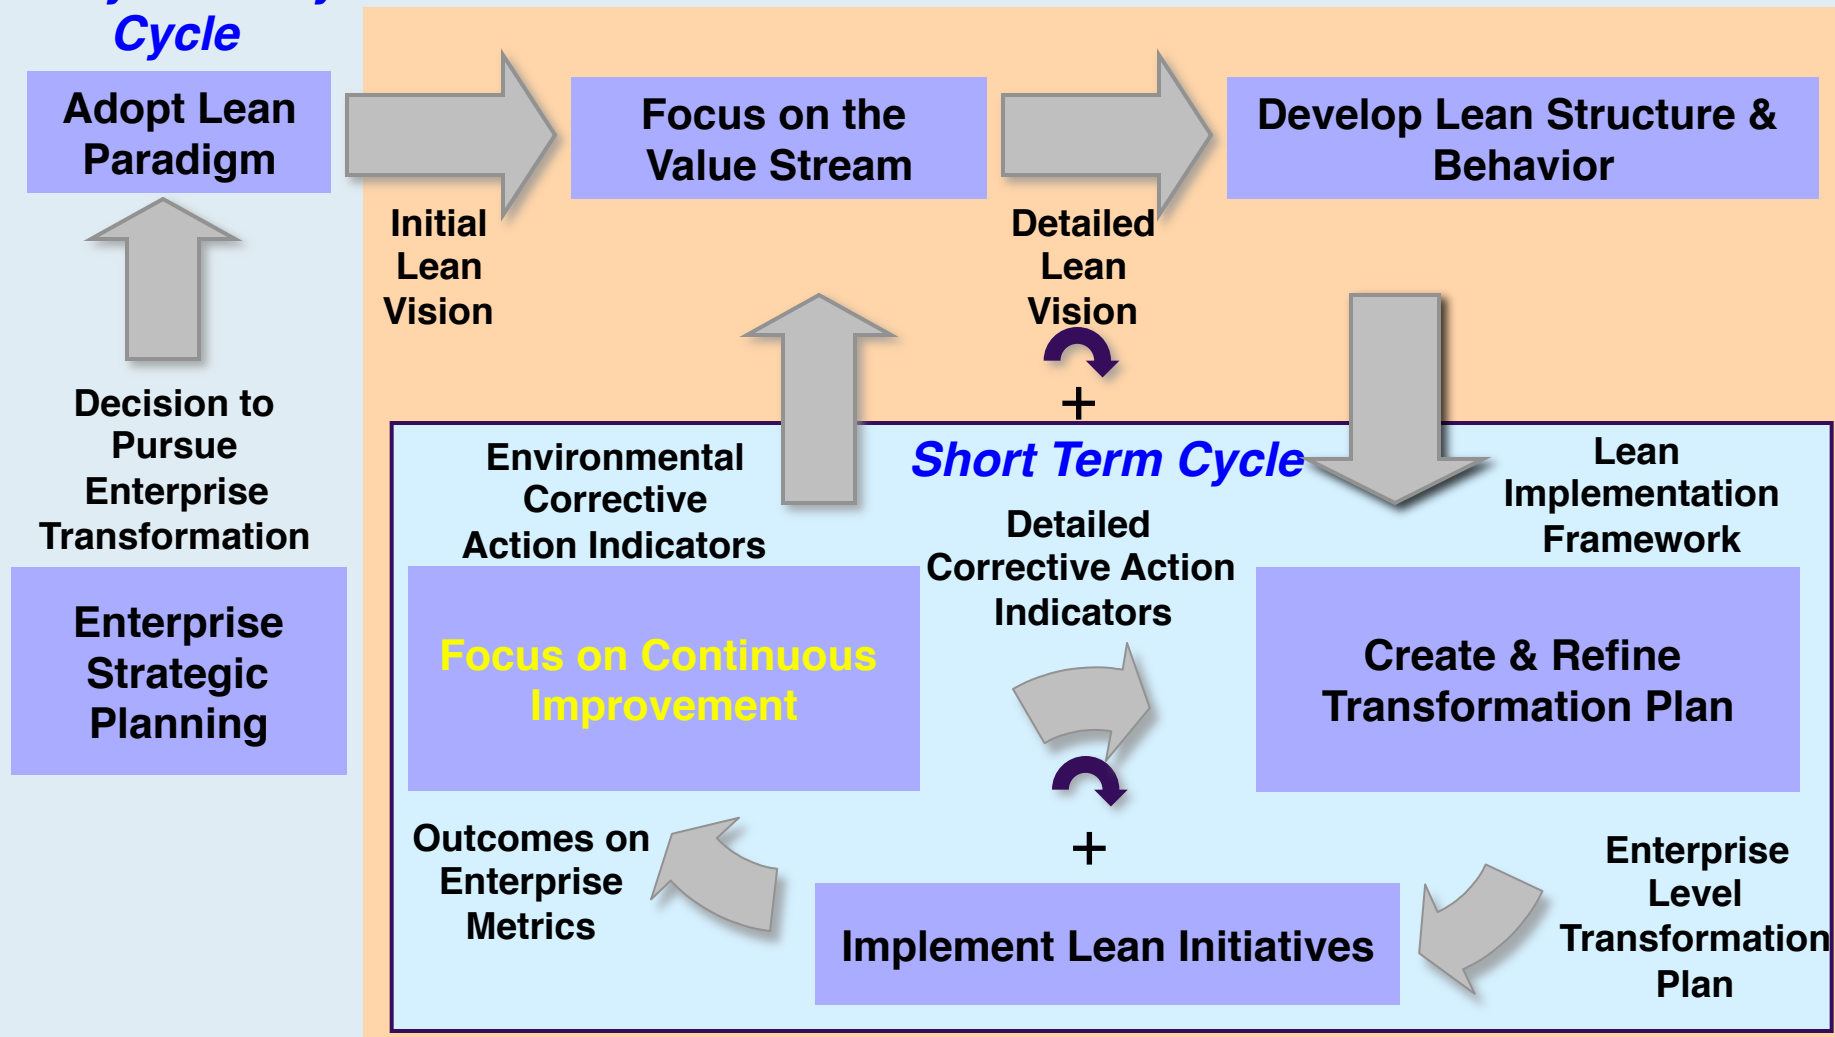 Cycle
Adopt Lean
Paradigm
Focus on the
Value Stream
Develop Lean Structure &
Behavior
Initial
Lean
Vision
Detailed
Lean
Vision
+
Decision to
Pursue
Enterprise
Transformation
Enterprise
Strategic
Planning
Environmental
Corrective
Action Indicators
Short Term Cycle
Detailed
Corrective Action
Indicators
Lean
Implementation
Framework
Focus on Continuous
Improvement
Create & Refine
Transformation Plan
+
Outcomes on
Enterprise
Metrics
Implement Lean Initiatives
Enterprise
Level
Transformation
Plan